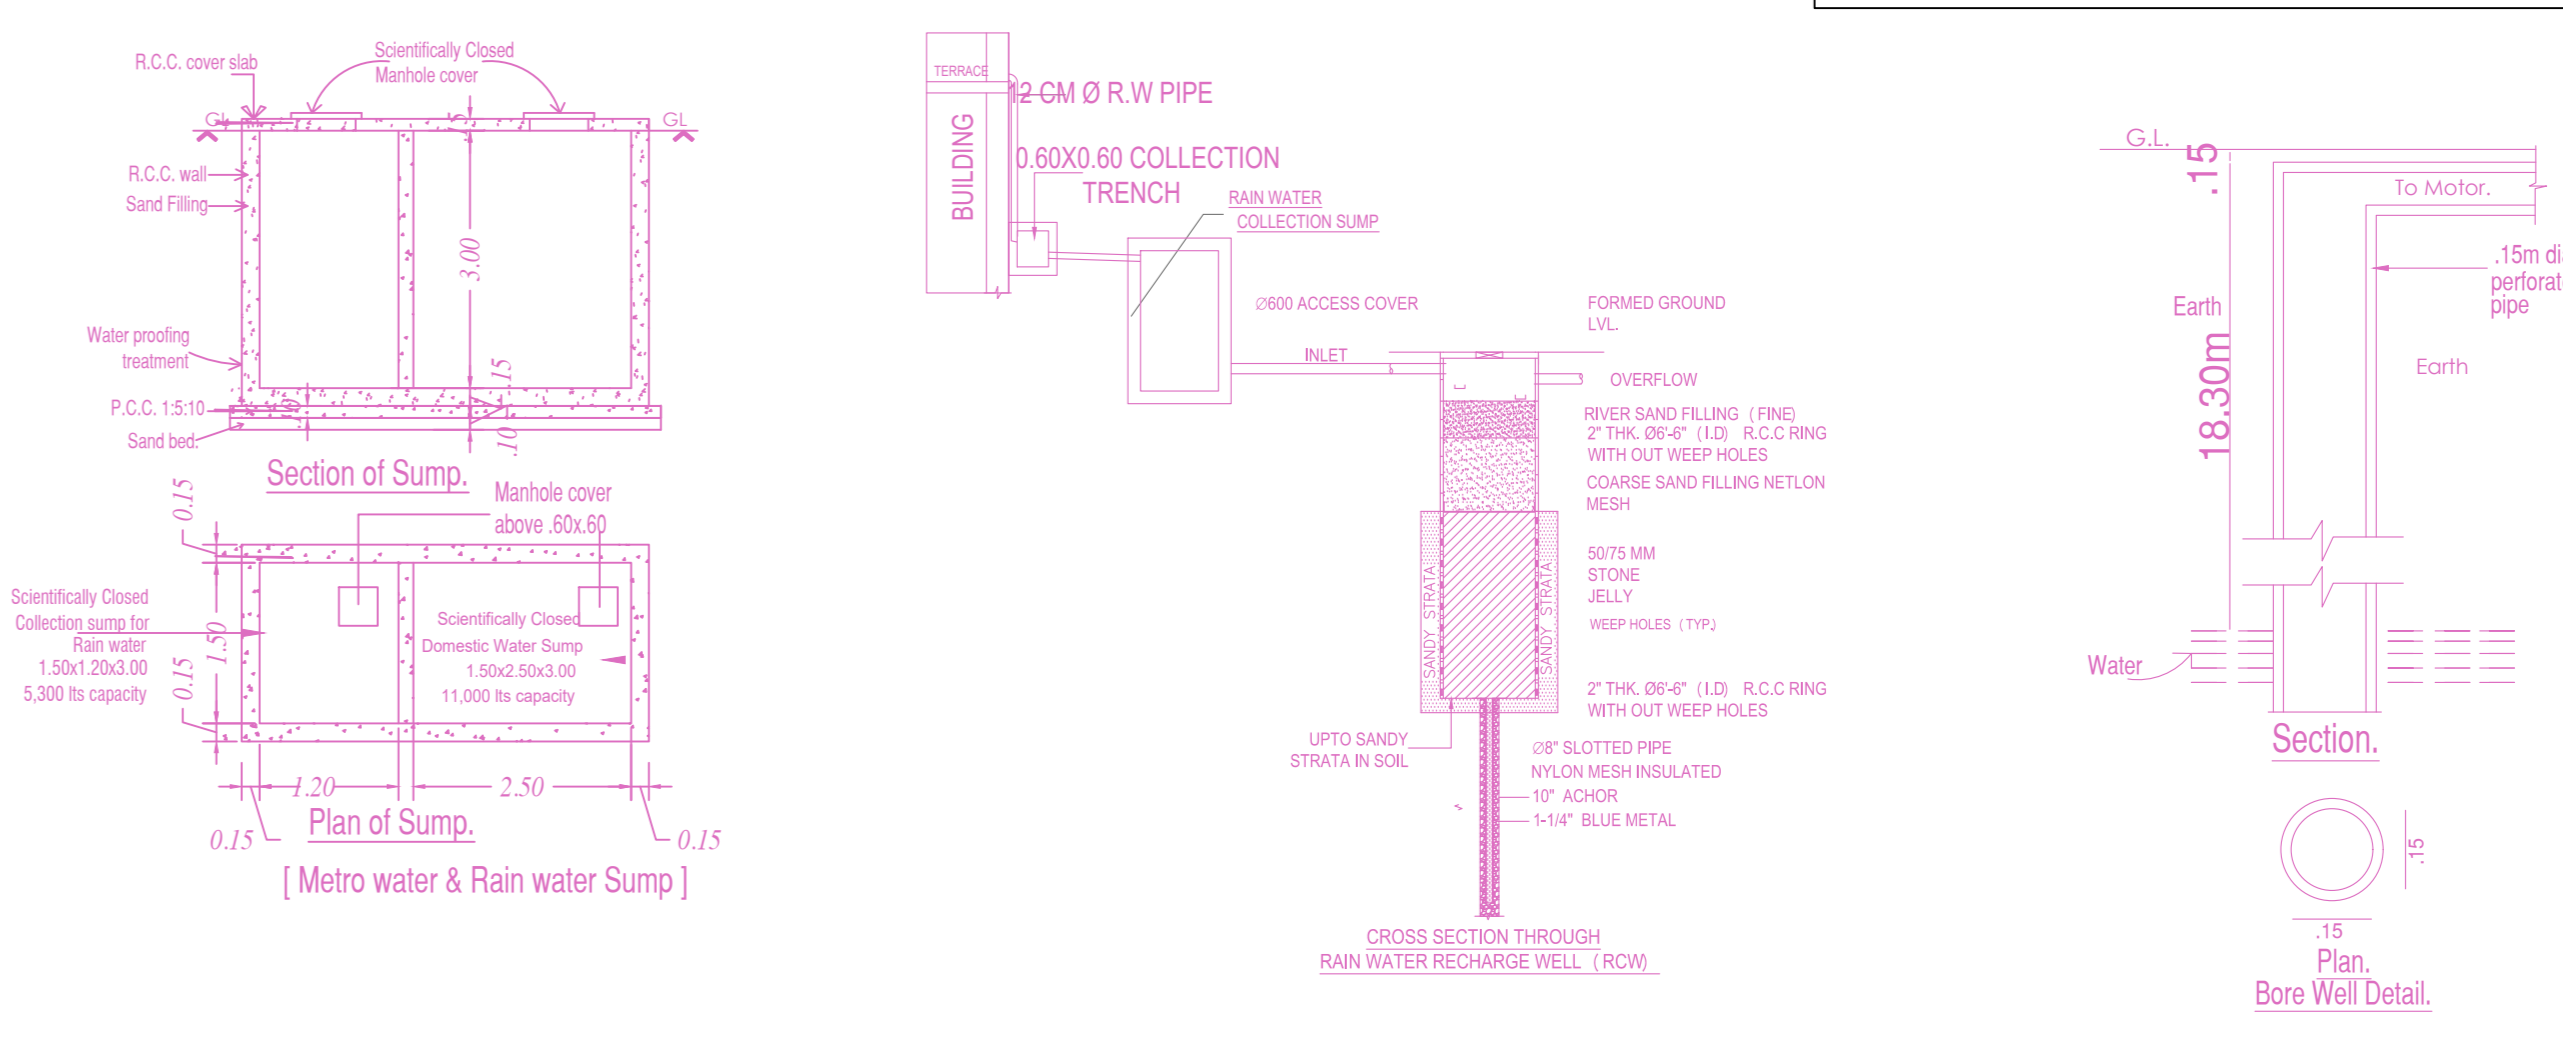 R.C.C. cover slab
Scientifically Closed
Manhole cover
GL
GL
.15
R.C.C. wall
Sand Filling
3.00
Water proofing
treatment
.15
P.C.C. 1:5:10
.10
Sand bed.
.10
Section of Sump.
0.15
Manhole cover
above .60x.60
Scientifically Closed
Collection sump for
Rain water
1.50x1.20x3.00
5,300 lts capacity
1.50
0.15
Scientifically Closed
Domestic Water Sump
1.50x2.50x3.00
11,000 lts capacity
1.20
2.50
0.15
0.15
Plan of Sump.
[ Metro water & Rain water Sump ]
TERRACE
12 CM Ø R.W PIPE
BUILDING
0.60X0.60 COLLECTION
TRENCH
RAIN WATER
COLLECTION SUMP
Ø600 ACCESS COVER
FORMED GROUND
LVL.
INLET
OVERFLOW
RIVER SAND FILLING (FINE)
2" THK. Ø6'-6" (I.D) R.C.C RING
WITH OUT WEEP HOLES
COARSE SAND FILLING NETLON
MESH
50/75 MM
STONE
JELLY
WEEP HOLES (TYP.)
SANDY STRATA
SANDY STRATA
2" THK. Ø6'-6" (I.D) R.C.C RING
WITH OUT WEEP HOLES
UPTO SANDY
STRATA IN SOIL
Ø8" SLOTTED PIPE
NYLON MESH INSULATED
10" ACHOR
1-1/4" BLUE METAL
CROSS SECTION THROUGH
RAIN WATER RECHARGE WELL (RCW)
G.L.
.15
To Motor.
.15m di
perforat
pipe
Earth
18.30m
Earth
Water
Section.
.15
.15
Plan.
Bore Well Detail.